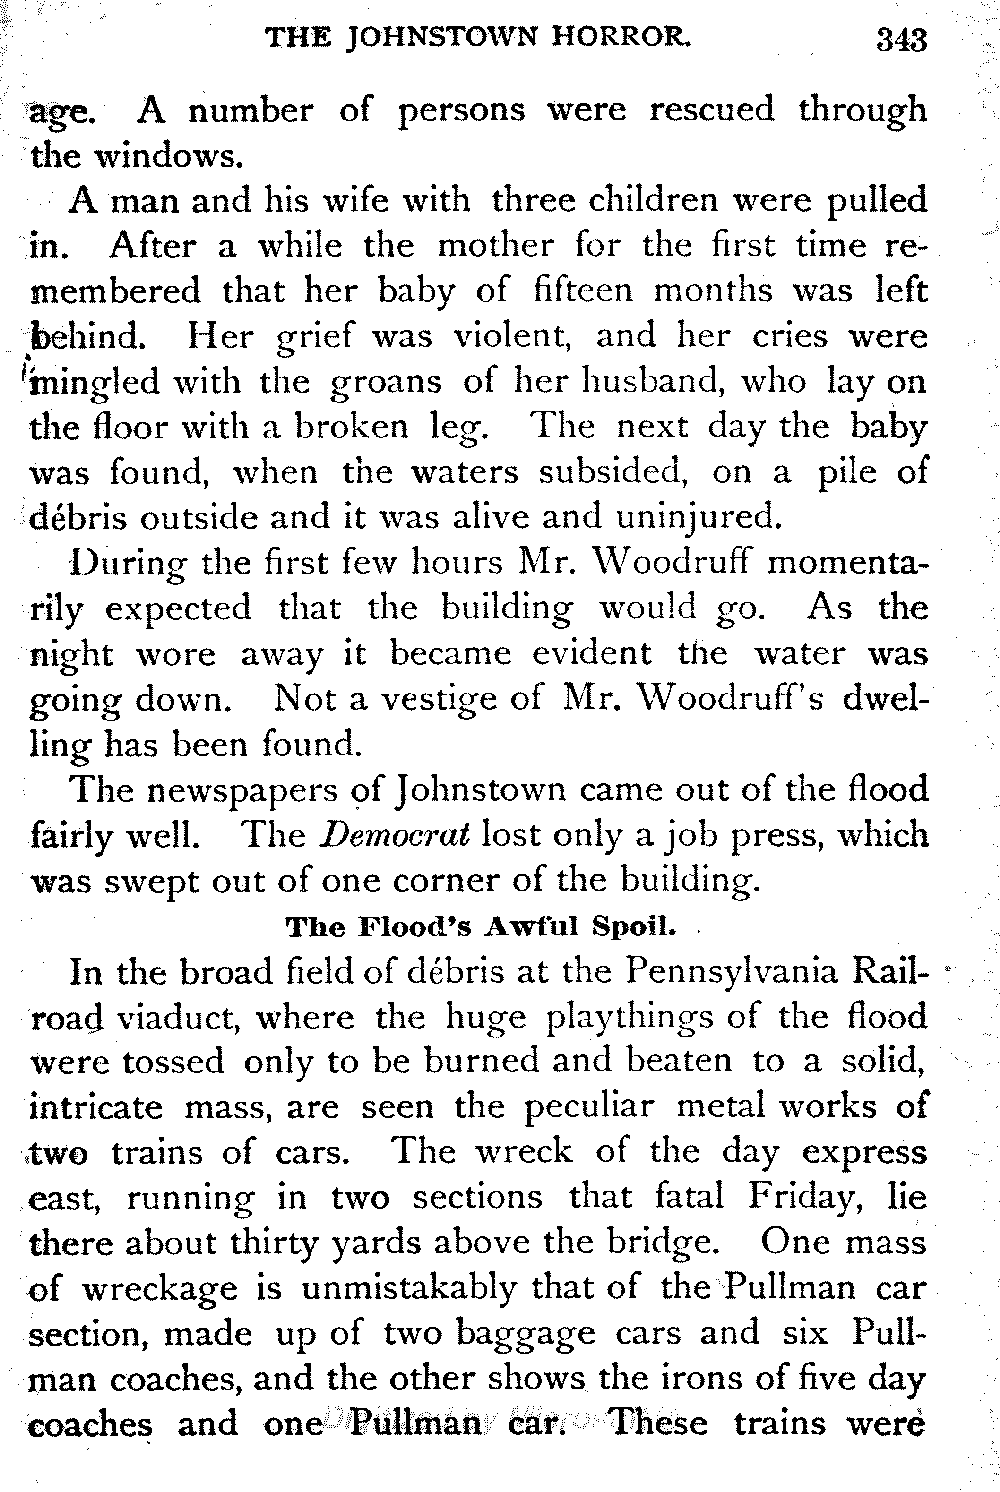 THE JOHNSTOWN HORROR. 343
age. A number of persons were rescued through
the windows.
A man and his wife with three children were pulled
in. After a while the mother for the first time re-
membered that her baby of fifteen months was left
behind. Her grief was violent, and her cries were
mingled with the groans of her husband, who lay on
the floor with a broken leg. The next day the baby
was found, when the waters subsided, on a pile of
débris outside and it was alive and uninjured.
During the first few hours Mr. Woodruff momenta-
rily expected that the building would go. As the
night wore away it became evident the water was
going down. Not a vestige of Mr. Woodruff's dwel-
ling has been found.
The newspapers of Johnstown came out of the flood
fairly well. The Democrat lost only a job press, which
was swept out of one corner of the building.
The Flood's Awful Spoil.
In the broad field of débris at the Pennsylvania Rail-
road viaduct, where the huge playthings of the flood
were tossed only to be burned and beaten to a solid,
intricate mass, are seen the peculiar metal works of
two trains of cars. The wreck of the day express
east, running in two sections that fatal Friday, lie
there about thirty yards above the bridge. One mass
of wreckage is unmistakably that of the Pullman car
section, made up of two baggage cars and six Pull-
man coaches, and the other shows the irons of five day
coaches and one Pullman car. These trains were